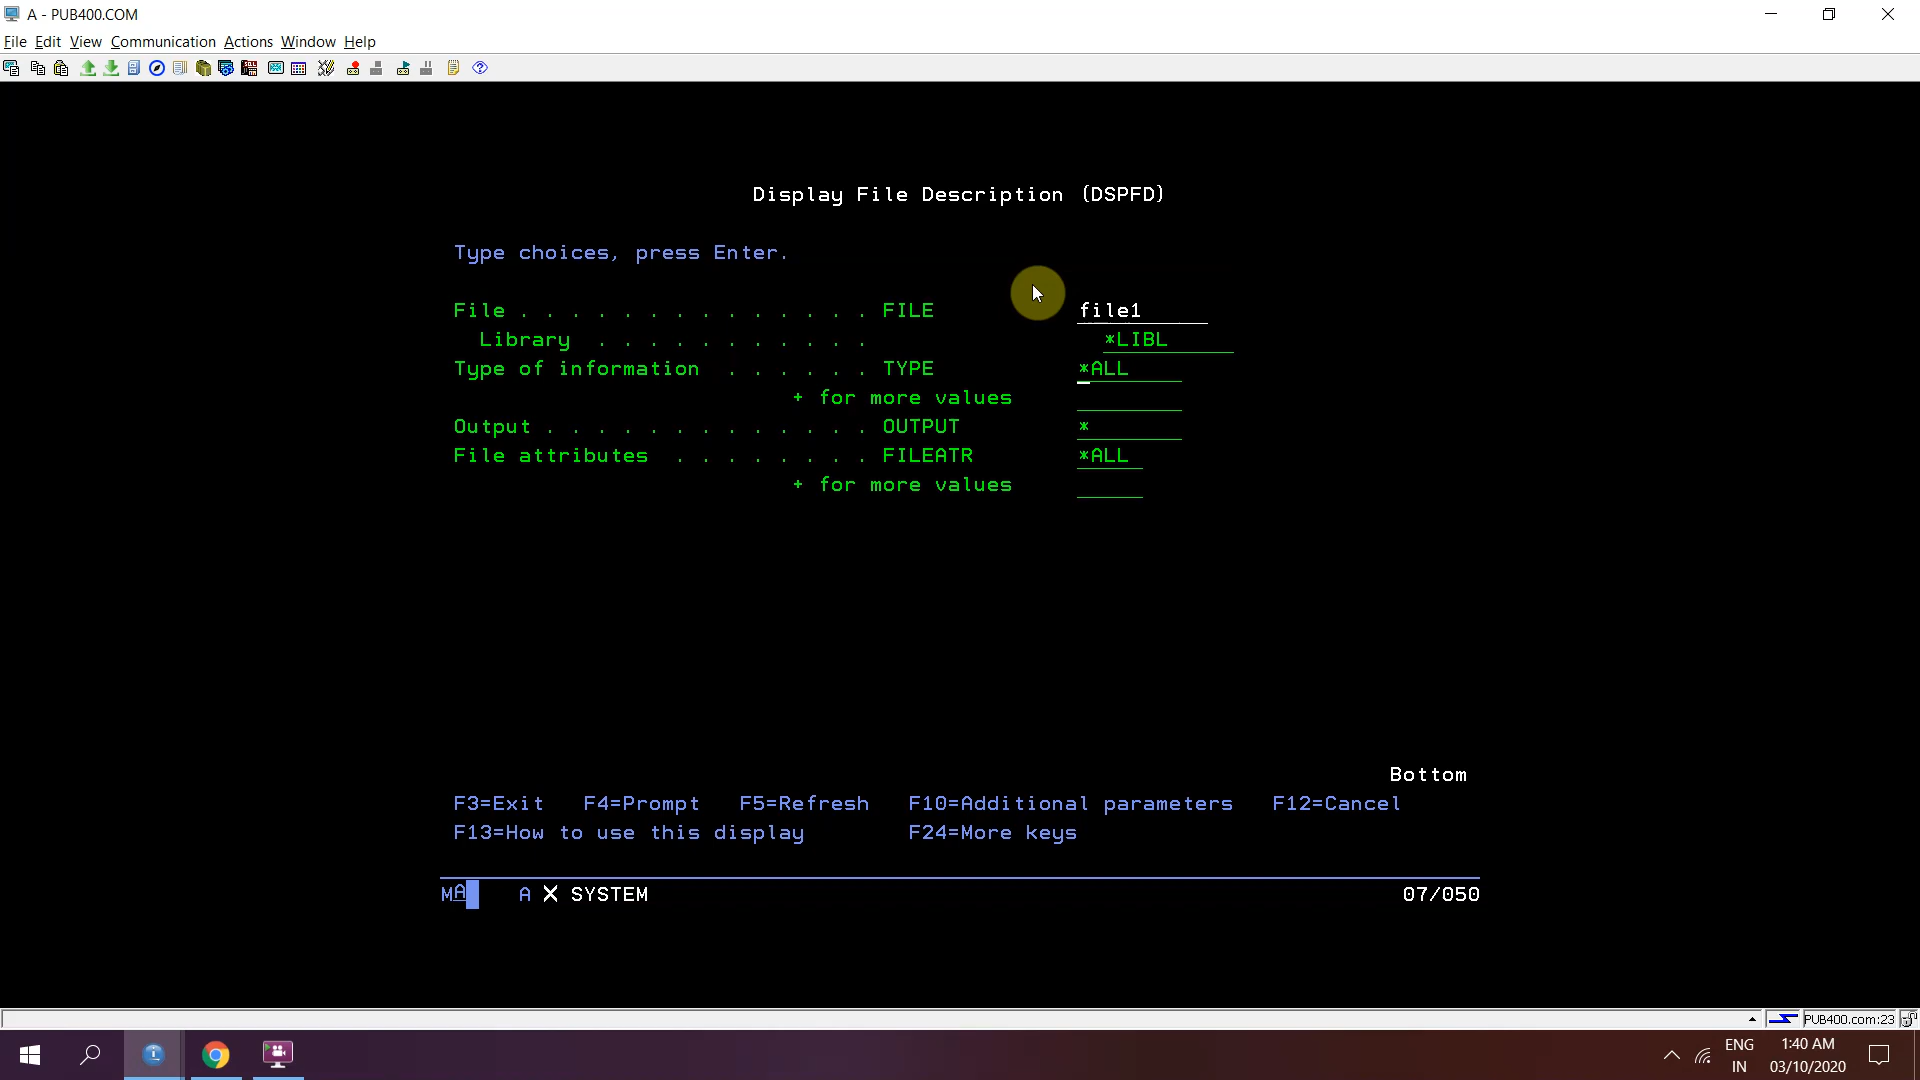 A - PUB400.COM
File Edit View Communication Actions Window Help
Display File Description (DSPFD)
Type choices, press Enter.
File . . . . . . . . . . . . . . FILE file1
Library . . . . . . . . . . . *LIBL
Type of information . . . . . . TYPE *ALL
+ for more values
Output . . . . . . . . . . . . . OUTPUT *
File attributes . . . . . . . . FILEATR *ALL
+ for more values
Bottom
F3=Exit F4=Prompt F5=Refresh F10=Additional parameters F12=Cancel
F13=How to use this display F24=More keys
MA A X SYSTEM 07/050
PUB400.com:23
ENG 1:40 AM
IN 03/10/2020